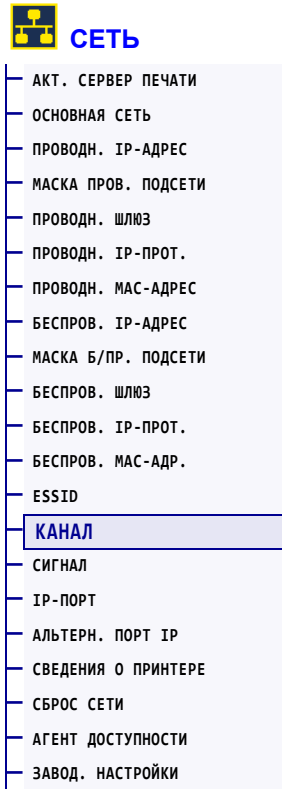 СЕТЬ
АКТ. СЕРВЕР ПЕЧАТИ
ОСНОВНАЯ СЕТЬ
ПРОВОДН. IP-АДРЕС
МАСКА ПРОВ. ПОДСЕТИ
ПРОВОДН. ШЛЮЗ
ПРОВОДН. IP-ПРОТ.
ПРОВОДН. MAC-АДРЕС
БЕСПРОВ. IP-АДРЕС
МАСКА Б/ПР. ПОДСЕТИ
БЕСПРОВ. ШЛЮЗ
БЕСПРОВ. IP-ПРОТ.
БЕСПРОВ. MAC-АДР.
ESSID
КАНАЛ
СИГНАЛ
IP-ПОРТ
АЛЬТЕРН. ПОРТ IP
СВЕДЕНИЯ О ПРИНТЕРЕ
СБРОС СЕТИ
АГЕНТ ДОСТУПНОСТИ
ЗАВОД. НАСТРОЙКИ